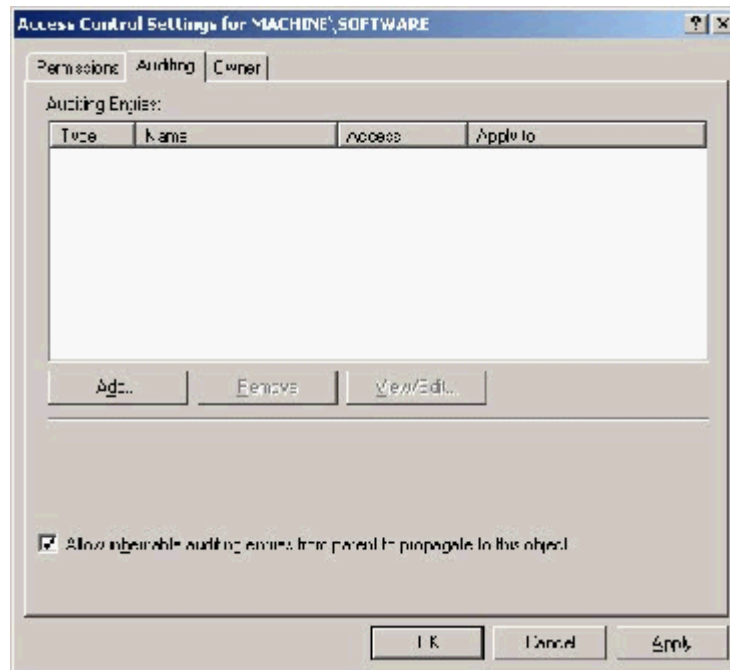 Access Control Settings for MACHINE\SOFTWARE
Permissions Auditing Owner
Auditing Entries:
Type Name Access Apply to
Add... Remove View/Edit...
Allow inheritable auditing entries from parent to propagate to this object
OK Cancel Apply